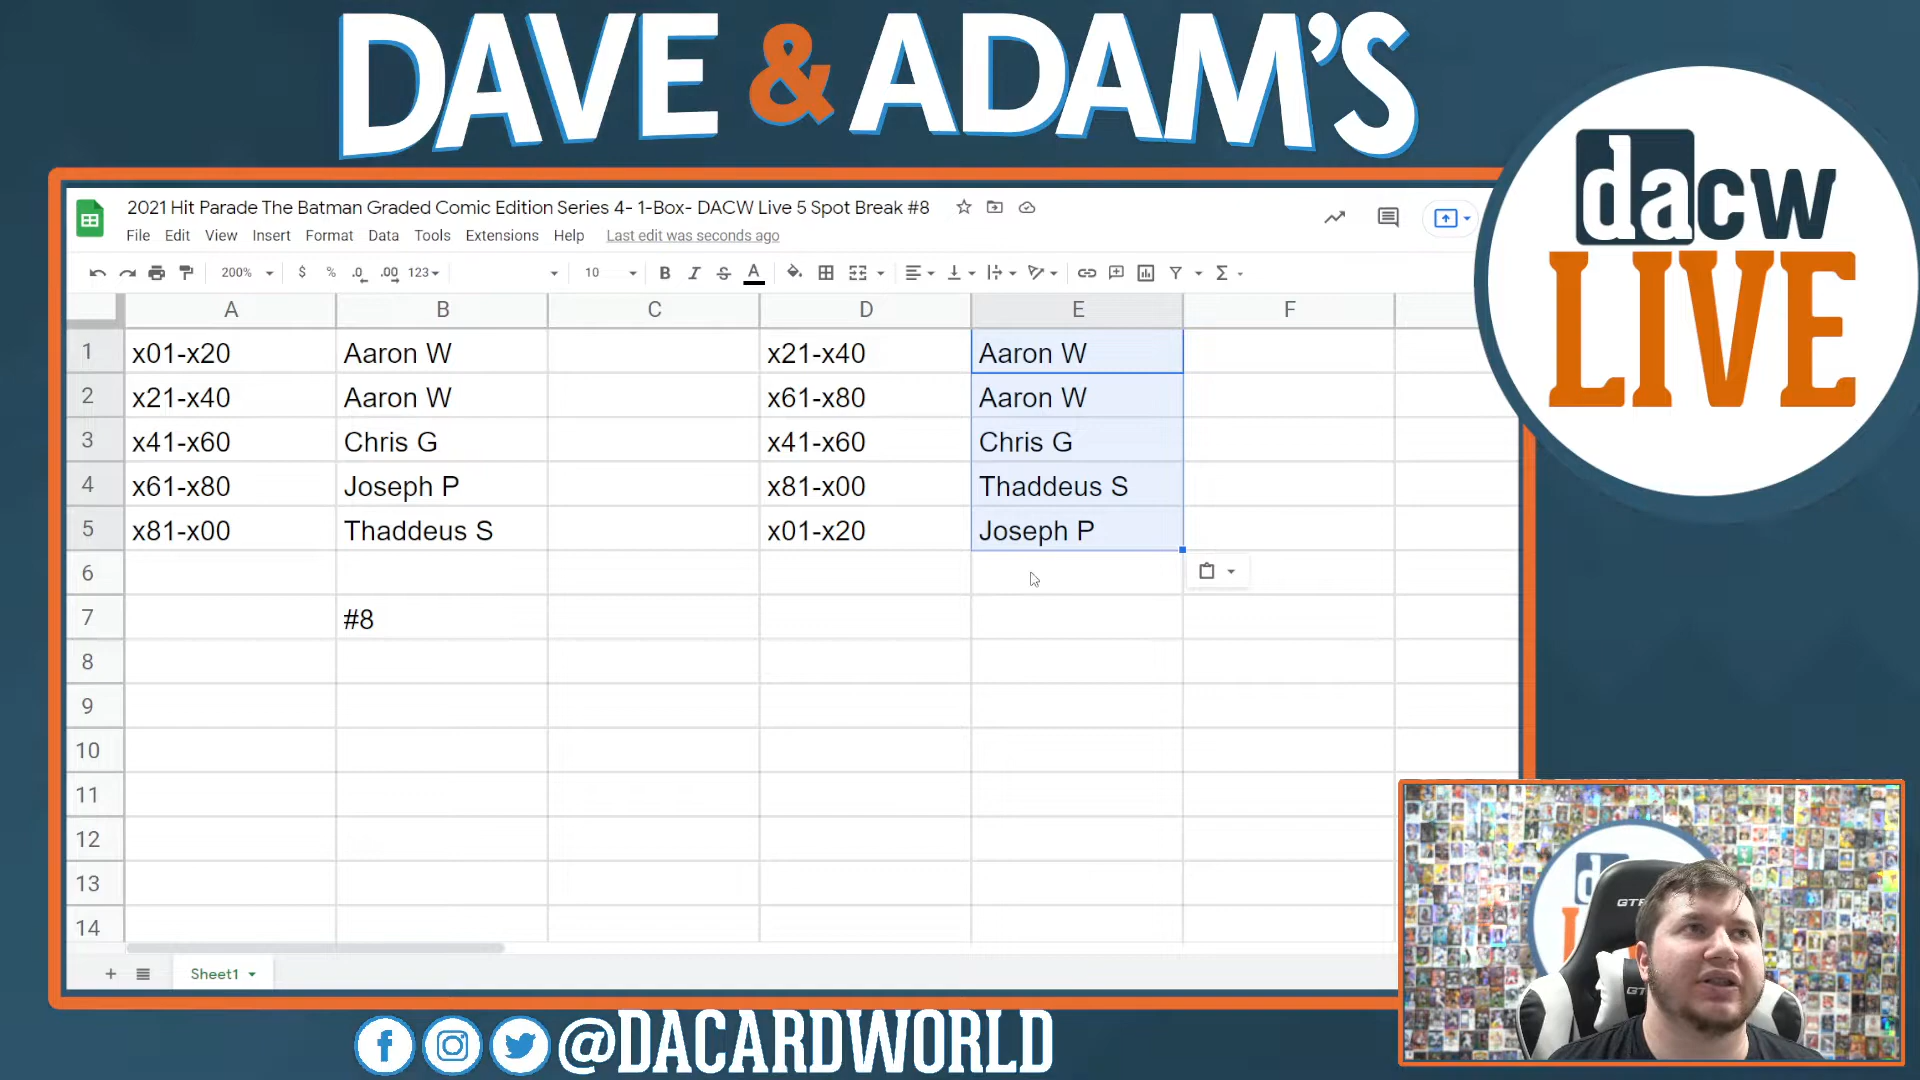 DAVE & ADAM'S
dacw
LIVE
2021 Hit Parade The Batman Graded Comic Edition Series 4- 1-Box- DACW Live 5 Spot Break #8
File Edit View Insert Format Data Tools Extensions Help Last edit was seconds ago
200% $ % .0 .00 123 10 B I S A Σ
A B C D E F
1 x01-x20 Aaron W x21-x40 Aaron W
2 x21-x40 Aaron W x61-x80 Aaron W
3 x41-x60 Chris G x41-x60 Chris G
4 x61-x80 Joseph P x81-x00 Thaddeus S
5 x81-x00 Thaddeus S x01-x20 Joseph P
6
7 #8
8
9
10
11
12
13
14
+ Sheet1
@DACARDWORLD